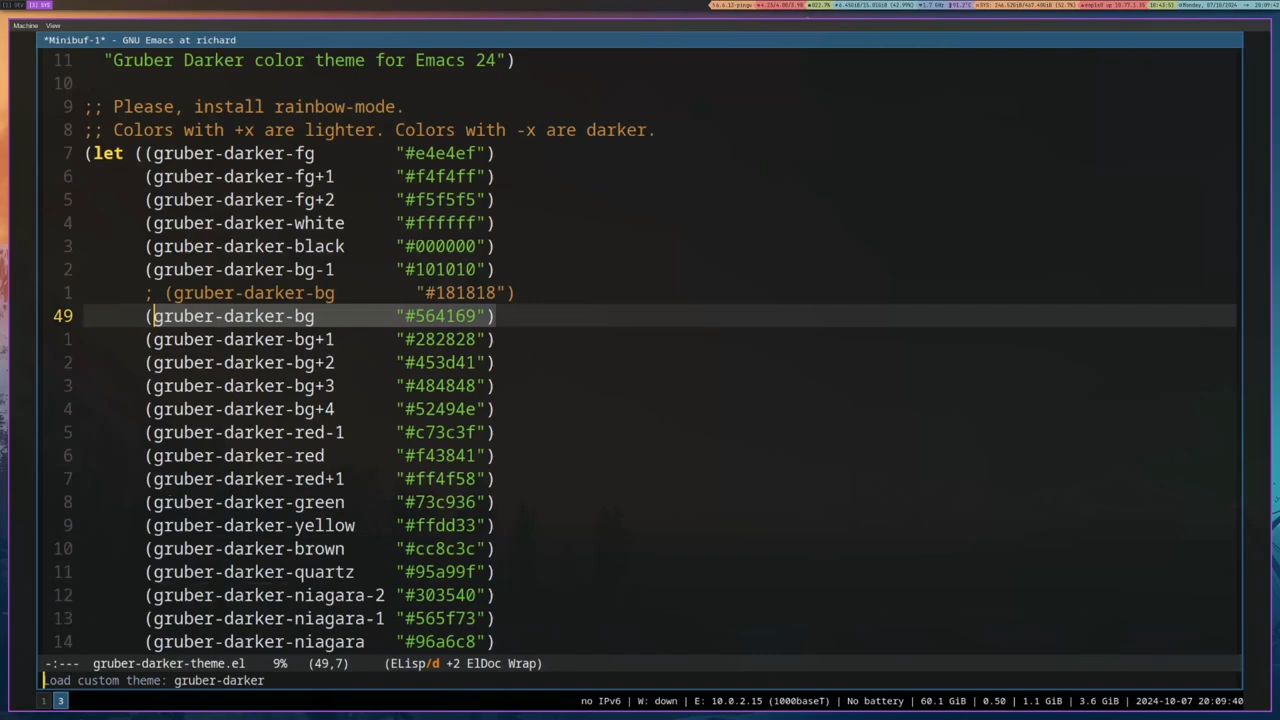 Machine View
*Minibuf-1* - GNU Emacs at richard
11 "Gruber Darker color theme for Emacs 24")
10
9 ;; Please, install rainbow-mode.
8 ;; Colors with +x are lighter. Colors with -x are darker.
7 (let ((gruber-darker-fg "#e4e4ef")
6 (gruber-darker-fg+1 "#f4f4ff")
5 (gruber-darker-fg+2 "#f5f5f5")
4 (gruber-darker-white "#ffffff")
3 (gruber-darker-black "#000000")
2 (gruber-darker-bg-1 "#101010")
1 ; (gruber-darker-bg "#181818")
49 (gruber-darker-bg "#564169")
1 (gruber-darker-bg+1 "#282828")
2 (gruber-darker-bg+2 "#453d41")
3 (gruber-darker-bg+3 "#484848")
4 (gruber-darker-bg+4 "#52494e")
5 (gruber-darker-red-1 "#c73c3f")
6 (gruber-darker-red "#f43841")
7 (gruber-darker-red+1 "#ff4f58")
8 (gruber-darker-green "#73c936")
9 (gruber-darker-yellow "#ffdd33")
10 (gruber-darker-brown "#cc8c3c")
11 (gruber-darker-quartz "#95a99f")
12 (gruber-darker-niagara-2 "#303540")
13 (gruber-darker-niagara-1 "#565f73")
14 (gruber-darker-niagara "#96a6c8")
-:--- gruber-darker-theme.el 9% (49,7) (ELisp/d +2 ElDoc Wrap)
Load custom theme: gruber-darker
1 3 no IPv6 | W: down | E: 10.0.2.15 (1000baseT) | No battery | 60.1 GiB | 0.50 | 1.1 GiB | 3.6 GiB | 2024-10-07 20:09:40